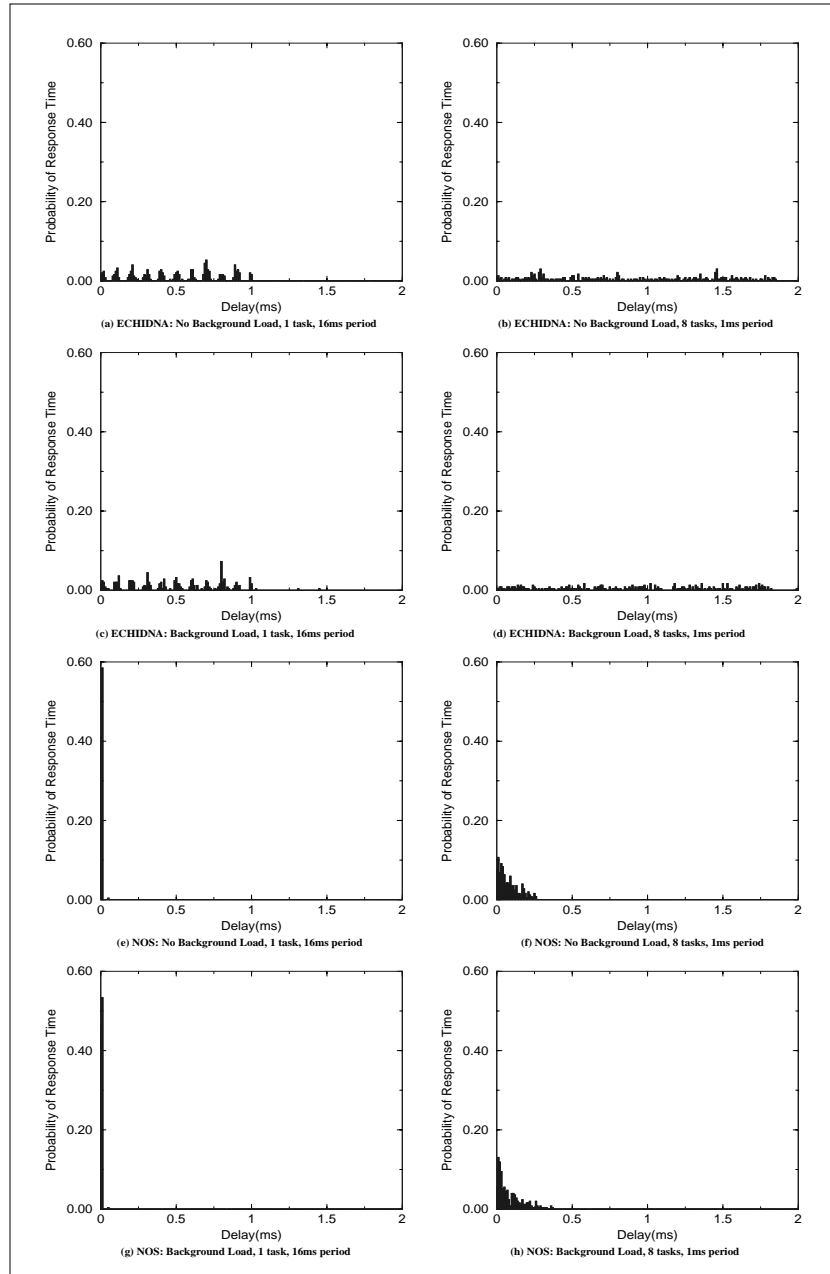 0.60
0.40
0.20
0.00
Probability of Response Time
0 0.5 1 1.5 2
Delay(ms)
(a) ECHIDNA: No Background Load, 1 task, 16ms period
0.60
0.40
0.20
0.00
Probability of Response Time
0 0.5 1 1.5 2
Delay(ms)
(b) ECHIDNA: No Background Load, 8 tasks, 1ms period
0.60
0.40
0.20
0.00
Probability of Response Time
0 0.5 1 1.5 2
Delay(ms)
(c) ECHIDNA: Background Load, 1 task, 16ms period
0.60
0.40
0.20
0.00
Probability of Response Time
0 0.5 1 1.5 2
Delay(ms)
(d) ECHIDNA: Backgroun Load, 8 tasks, 1ms period
0.60
0.40
0.20
0.00
Probability of Response Time
0 0.5 1 1.5 2
Delay(ms)
(e) NOS: No Background Load, 1 task, 16ms period
0.60
0.40
0.20
0.00
Probability of Response Time
0 0.5 1 1.5 2
Delay(ms)
(f) NOS: No Background Load, 8 tasks, 1ms period
0.60
0.40
0.20
0.00
Probability of Response Time
0 0.5 1 1.5 2
Delay(ms)
(g) NOS: Background Load, 1 task, 16ms period
0.60
0.40
0.20
0.00
Probability of Response Time
0 0.5 1 1.5 2
Delay(ms)
(h) NOS: Background Load, 8 tasks, 1ms period